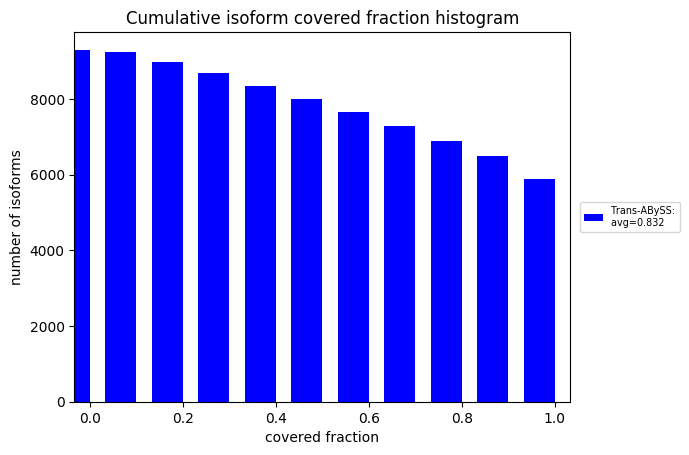 Cumulative isoform covered fraction histogram
number of isoforms
8000
6000
4000
2000
0
0.0 0.2 0.4 0.6 0.8 1.0
covered fraction
Trans-ABySS:
avg=0.832